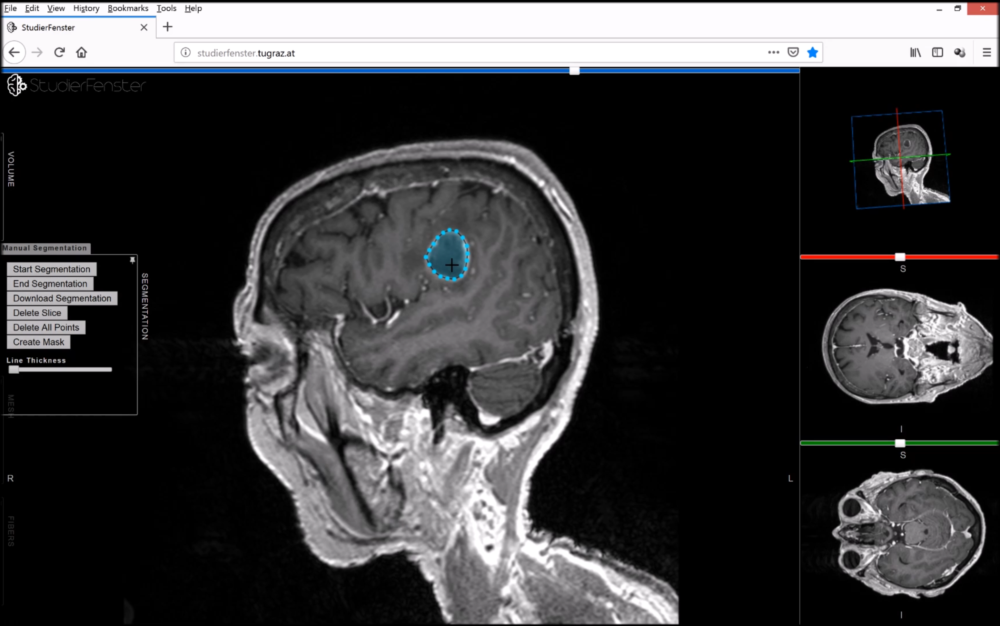 File Edit View History Bookmarks Tools Help
StudierFenster
studierfenster.tugraz.at
StudierFenster
VOLUME
Manual Segmentation
Start Segmentation
End Segmentation
Download Segmentation
Delete Slice
Delete All Points
Create Mask
Line Thickness
SEGMENTATION
MESH
FIBERS
R
L
S
I
S
I